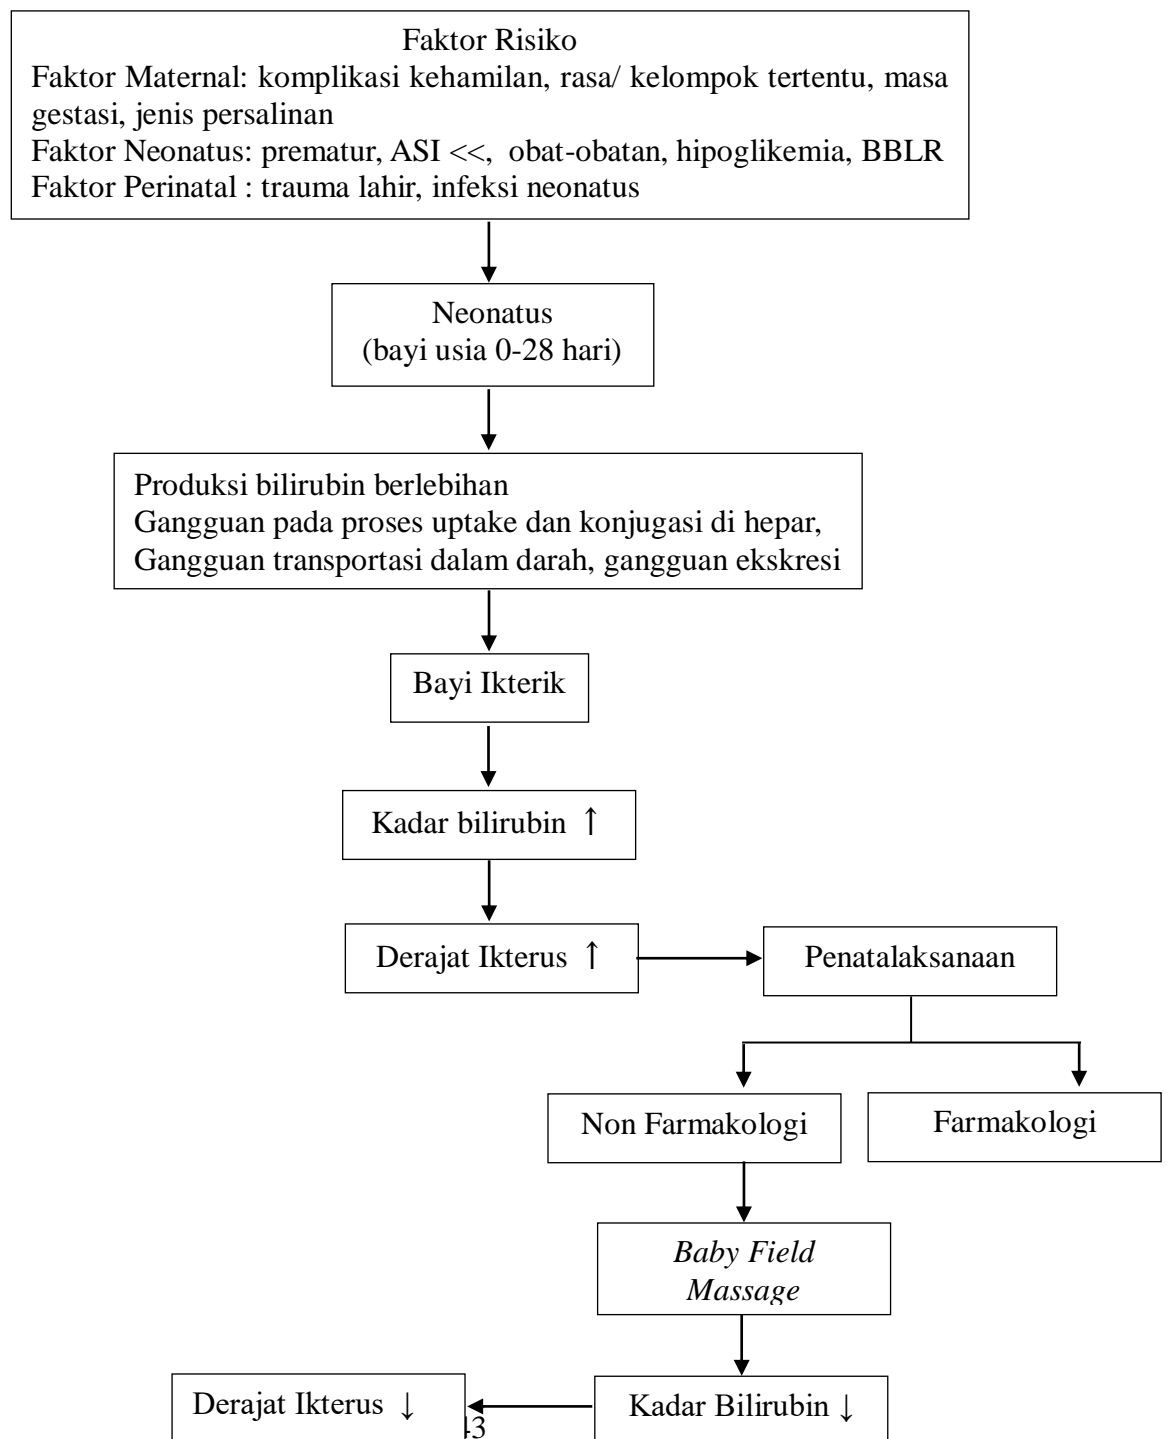 Faktor Risiko
Faktor Maternal: komplikasi kehamilan, rasa/ kelompok tertentu, masa
gestasi, jenis persalinan
Faktor Neonatus: prematur, ASI <<, obat-obatan, hipoglikemia, BBLR
Faktor Perinatal : trauma lahir, infeksi neonatus
Neonatus
(bayi usia 0-28 hari)
Produksi bilirubin berlebihan
Gangguan pada proses uptake dan konjugasi di hepar,
Gangguan transportasi dalam darah, gangguan ekskresi
Bayi Ikterik
Kadar bilirubin ↑
Derajat Ikterus ↑
Penatalaksanaan
Non Farmakologi
Farmakologi
Baby Field
Massage
Derajat Ikterus ↓
Kadar Bilirubin ↓